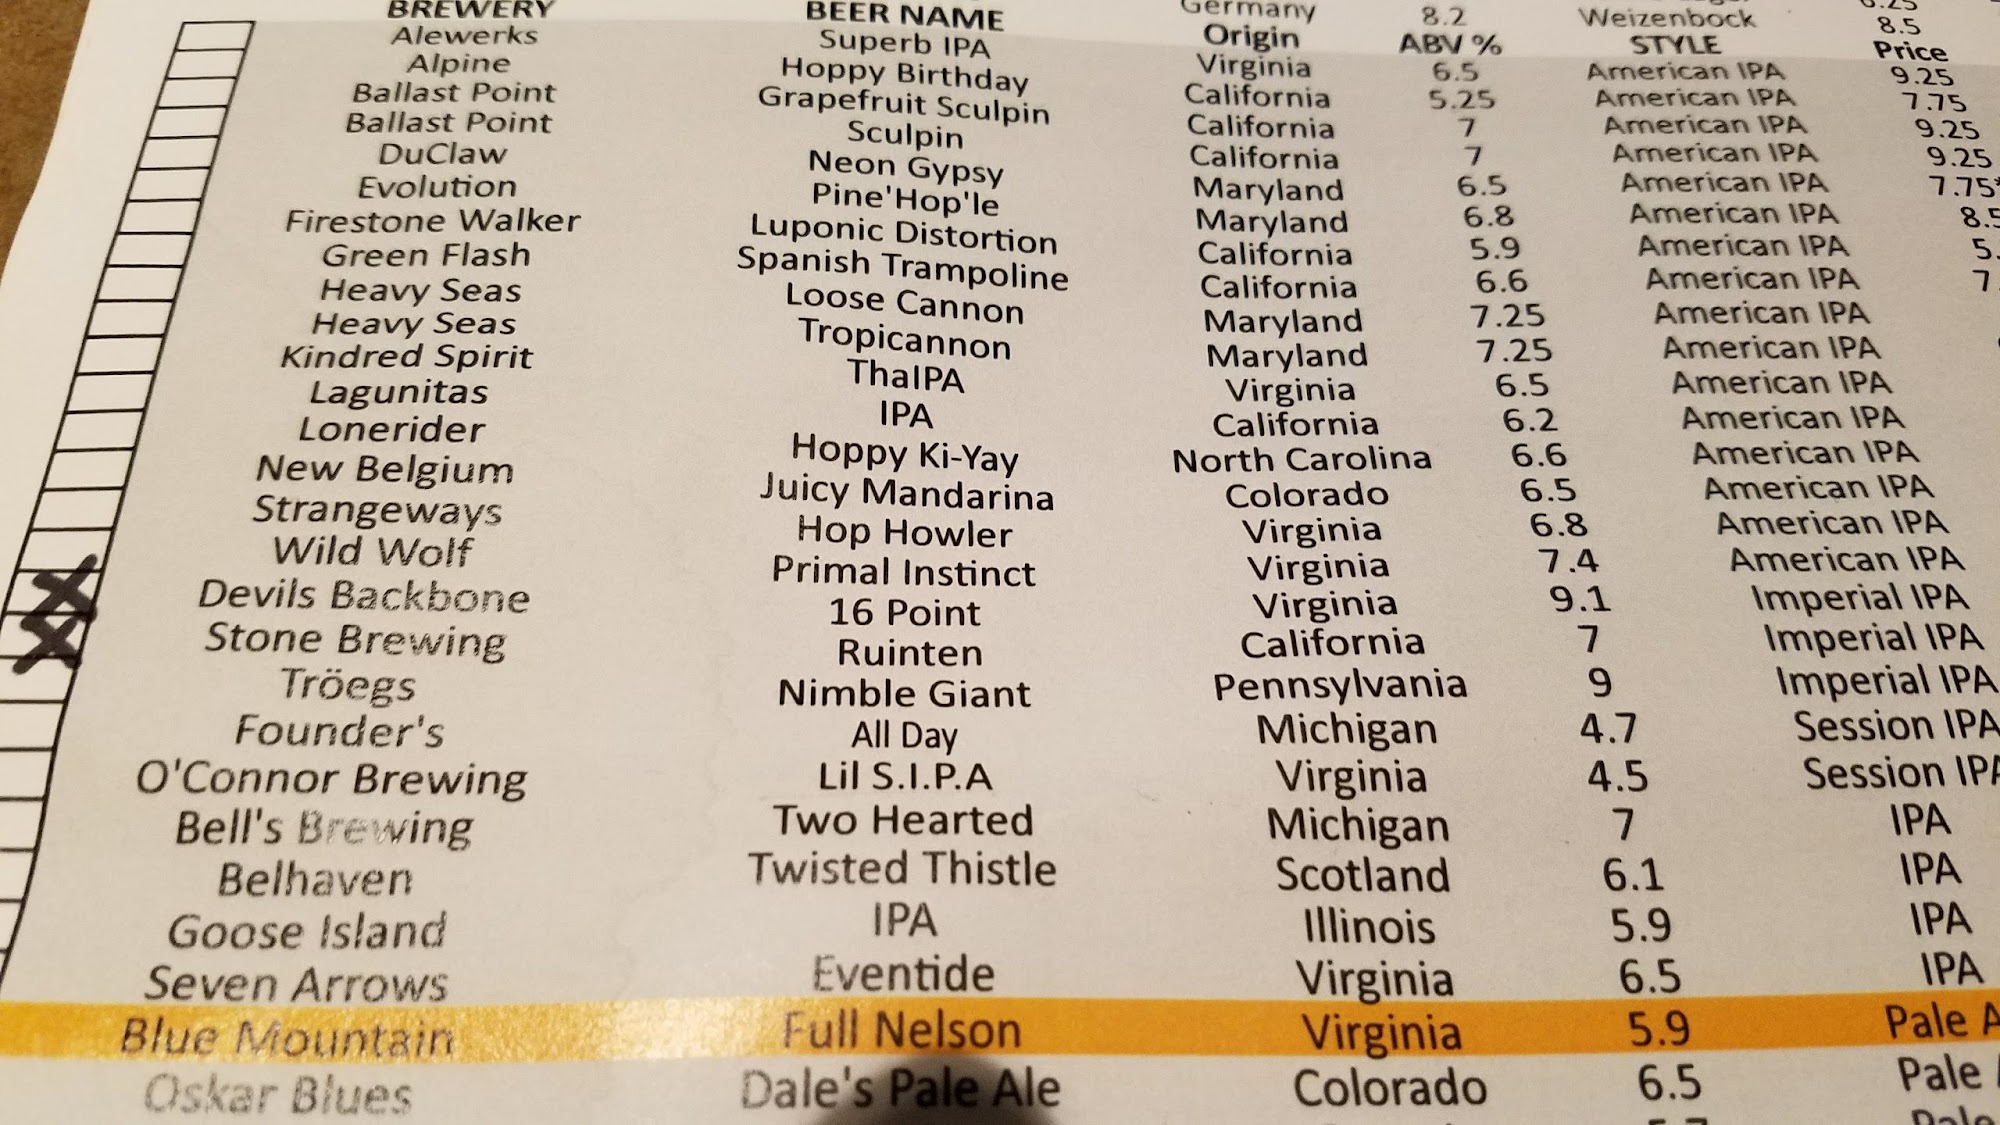 Germany 8.2 Weizenbock 8.5
BREWERY BEER NAME Origin ABV % STYLE Price
Alewerks Superb IPA Virginia 6.5 American IPA 9.25
Alpine Hoppy Birthday California 5.25 American IPA 7.75
Ballast Point Grapefruit Sculpin California 7 American IPA 9.25
Ballast Point Sculpin California 7 American IPA 9.25
DuClaw Neon Gypsy Maryland 6.5 American IPA 7.75*
Evolution Pine'Hop'le Maryland 6.8 American IPA 8.5
Firestone Walker Luponic Distortion California 5.9 American IPA 5.
Green Flash Spanish Trampoline California 6.6 American IPA 7.
Heavy Seas Loose Cannon Maryland 7.25 American IPA
Heavy Seas Tropicannon Maryland 7.25 American IPA
Kindred Spirit ThaIPA Virginia 6.5 American IPA
Lagunitas IPA California 6.2 American IPA
Lonerider Hoppy Ki-Yay North Carolina 6.6 American IPA
New Belgium Juicy Mandarina Colorado 6.5 American IPA
Strangeways Hop Howler Virginia 6.8 American IPA
Wild Wolf Primal Instinct Virginia 7.4 American IPA
Devils Backbone 16 Point Virginia 9.1 Imperial IPA
Stone Brewing Ruinten California 7 Imperial IPA
Tröegs Nimble Giant Pennsylvania 9 Imperial IPA
Founder's All Day Michigan 4.7 Session IPA
O'Connor Brewing Lil S.I.P.A Virginia 4.5 Session IPA
Bell's Brewing Two Hearted Michigan 7 IPA
Belhaven Twisted Thistle Scotland 6.1 IPA
Goose Island IPA Illinois 5.9 IPA
Seven Arrows Eventide Virginia 6.5 IPA
Blue Mountain Full Nelson Virginia 5.9 Pale A
Oskar Blues Dale's Pale Ale Colorado 6.5 Pale